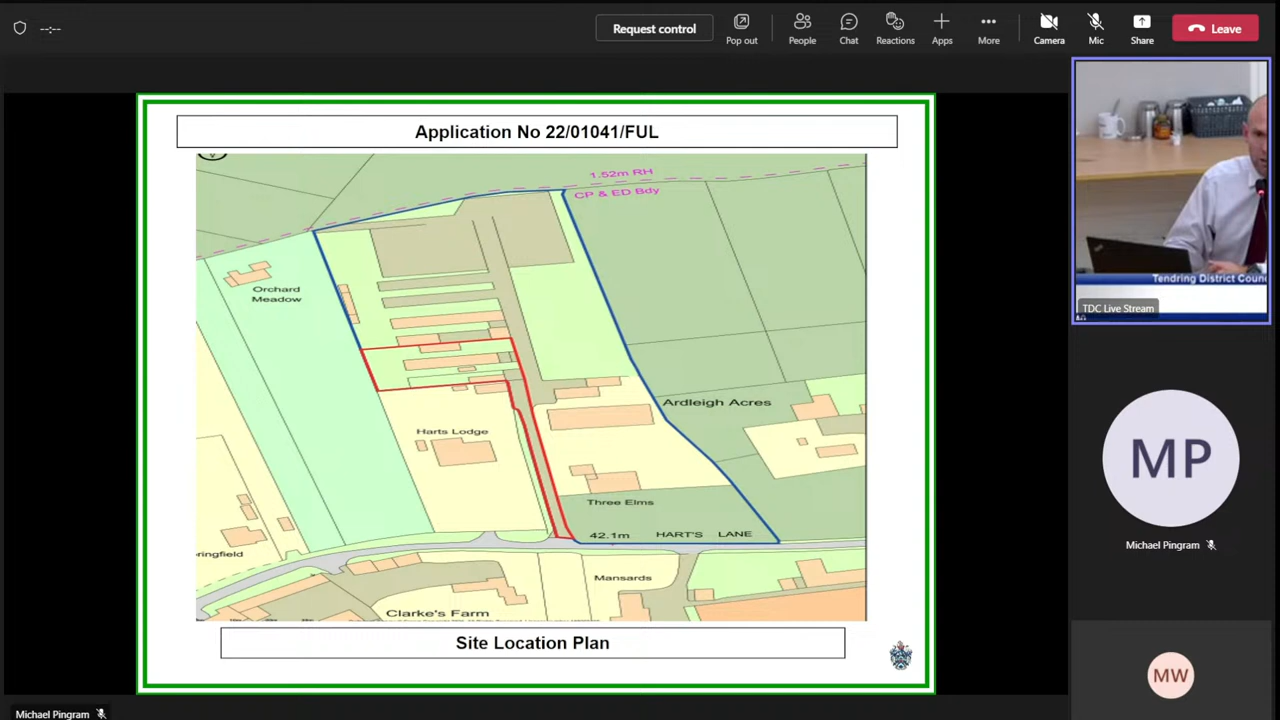 --:--
Request control
Pop out
People
Chat
Reactions
Apps
More
Camera
Mic
Share
Leave
Application No 22/01041/FUL
1.52m RH
CP & ED Bdy
Orchard
Meadow
Ardleigh Acres
Harts Lodge
Three Elms
42.1m HART'S LANE
ringfield
Mansards
Clarke's Farm
Site Location Plan
Tendring District Counc
TDC Live Stream
MP
Michael Pingram
MW
Michael Pingram